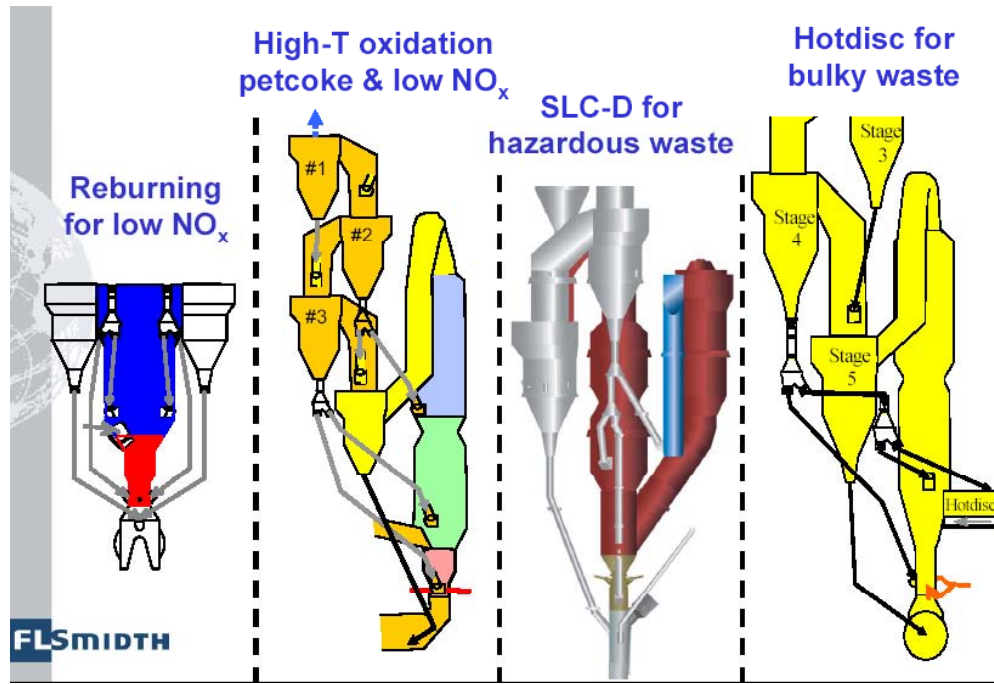 High-T oxidation
petcoke & low NOx
Hotdisc for
bulky waste
SLC-D for
hazardous waste
Reburning
for low NOx
#1
#2
#3
Stage
3
Stage
4
Stage
5
Hotdisc
FLSMIDTH